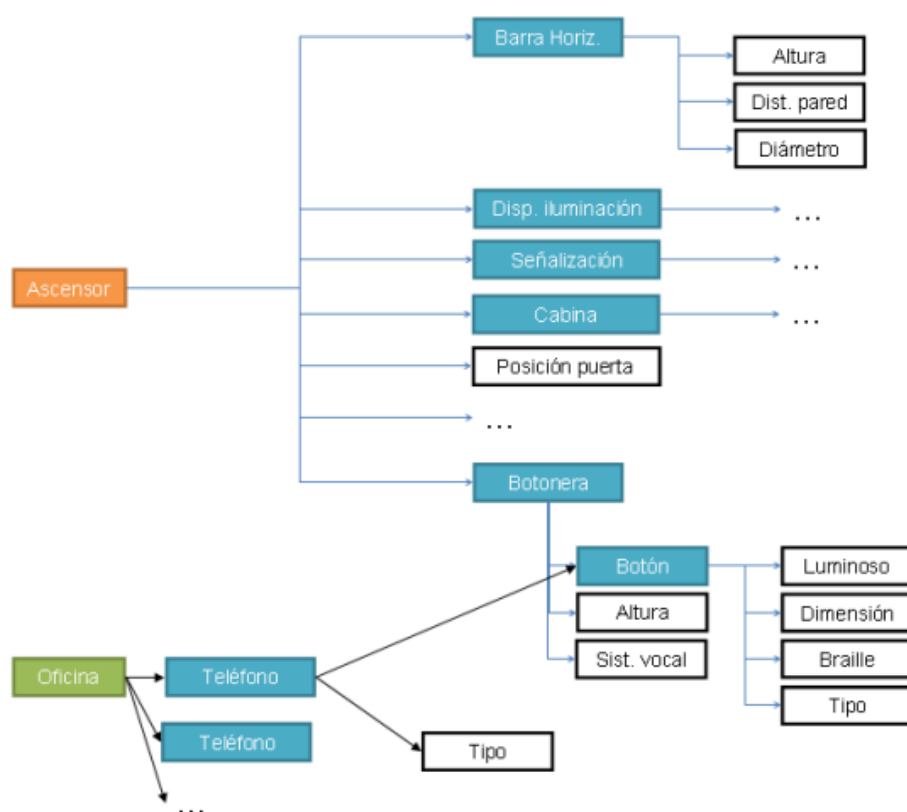 Barra Horiz.
Altura
Dist. pared
Diámetro
Disp. iluminación
...
Señalización
...
Ascensor
Cabina
...
Posición puerta
...
Botonera
Botón
Luminoso
Altura
Dimensión
Sist. vocal
Braille
Oficina
Teléfono
Tipo
Teléfono
Tipo
...